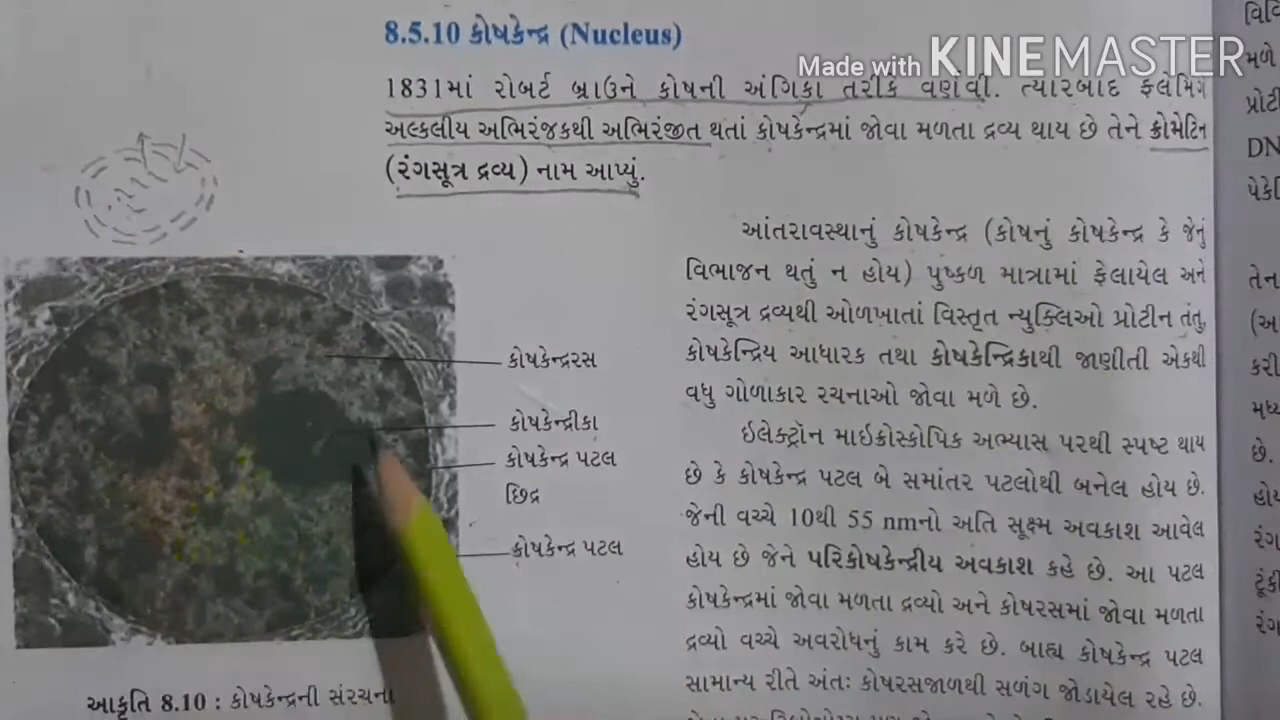 8.5.10 કોષકેન્દ્ર (Nucleus)
Made with KINEMASTER
1831માં રોબર્ટ બ્રાઉને કોષની અંગિકા તરીકે વર્ણવી. ત્યારબાદ ફ્લેમિંગ
અલ્કલીય અભિરંજકથી અભિરંજીત થતાં કોષકેન્દ્રમાં જોવા મળતા દ્રવ્ય થાય છે તેને ક્રોમેટિન
(રંગસૂત્ર દ્રવ્ય) નામ આપ્યું.
આંતરાવસ્થાનું કોષકેન્દ્ર (કોષનું કોષકેન્દ્ર કે જેનું
વિભાજન થતું ન હોય) પુષ્કળ માત્રામાં ફેલાયેલ અને
રંગસૂત્ર દ્રવ્યથી ઓળખાતાં વિસ્તૃત ન્યુક્લિઓ પ્રોટીન તંતુ,
કોષકેન્દ્રિય આધારક તથા કોષકેન્દ્રિકાથી જાણીતી એકથી
વધુ ગોળાકાર રચનાઓ જોવા મળે છે.
ઇલેક્ટ્રૉન માઇક્રોસ્કોપિક અભ્યાસ પરથી સ્પષ્ટ થાય
છે કે કોષકેન્દ્ર પટલ બે સમાંતર પટલોથી બનેલ હોય છે.
જેની વચ્ચે 10થી 55 nmનો અતિ સૂક્ષ્મ અવકાશ આવેલ
હોય છે જેને પરિકોષકેન્દ્રીય અવકાશ કહે છે. આ પટલ
કોષકેન્દ્રમાં જોવા મળતા દ્રવ્યો અને કોષરસમાં જોવા મળતા
દ્રવ્યો વચ્ચે અવરોધનું કામ કરે છે. બાહ્ય કોષકેન્દ્ર પટલ
સામાન્ય રીતે અંતઃ કોષરસજાળથી સળંગ જોડાયેલ રહે છે.
કોષકેન્દ્રરસ
કોષકેન્દ્રીકા
કોષકેન્દ્ર પટલ
છિદ્ર
કોષકેન્દ્ર પટલ
આકૃતિ 8.10 : કોષકેન્દ્રની સંરચના
મળે
DN
તેન
(અ
કરી
છે.